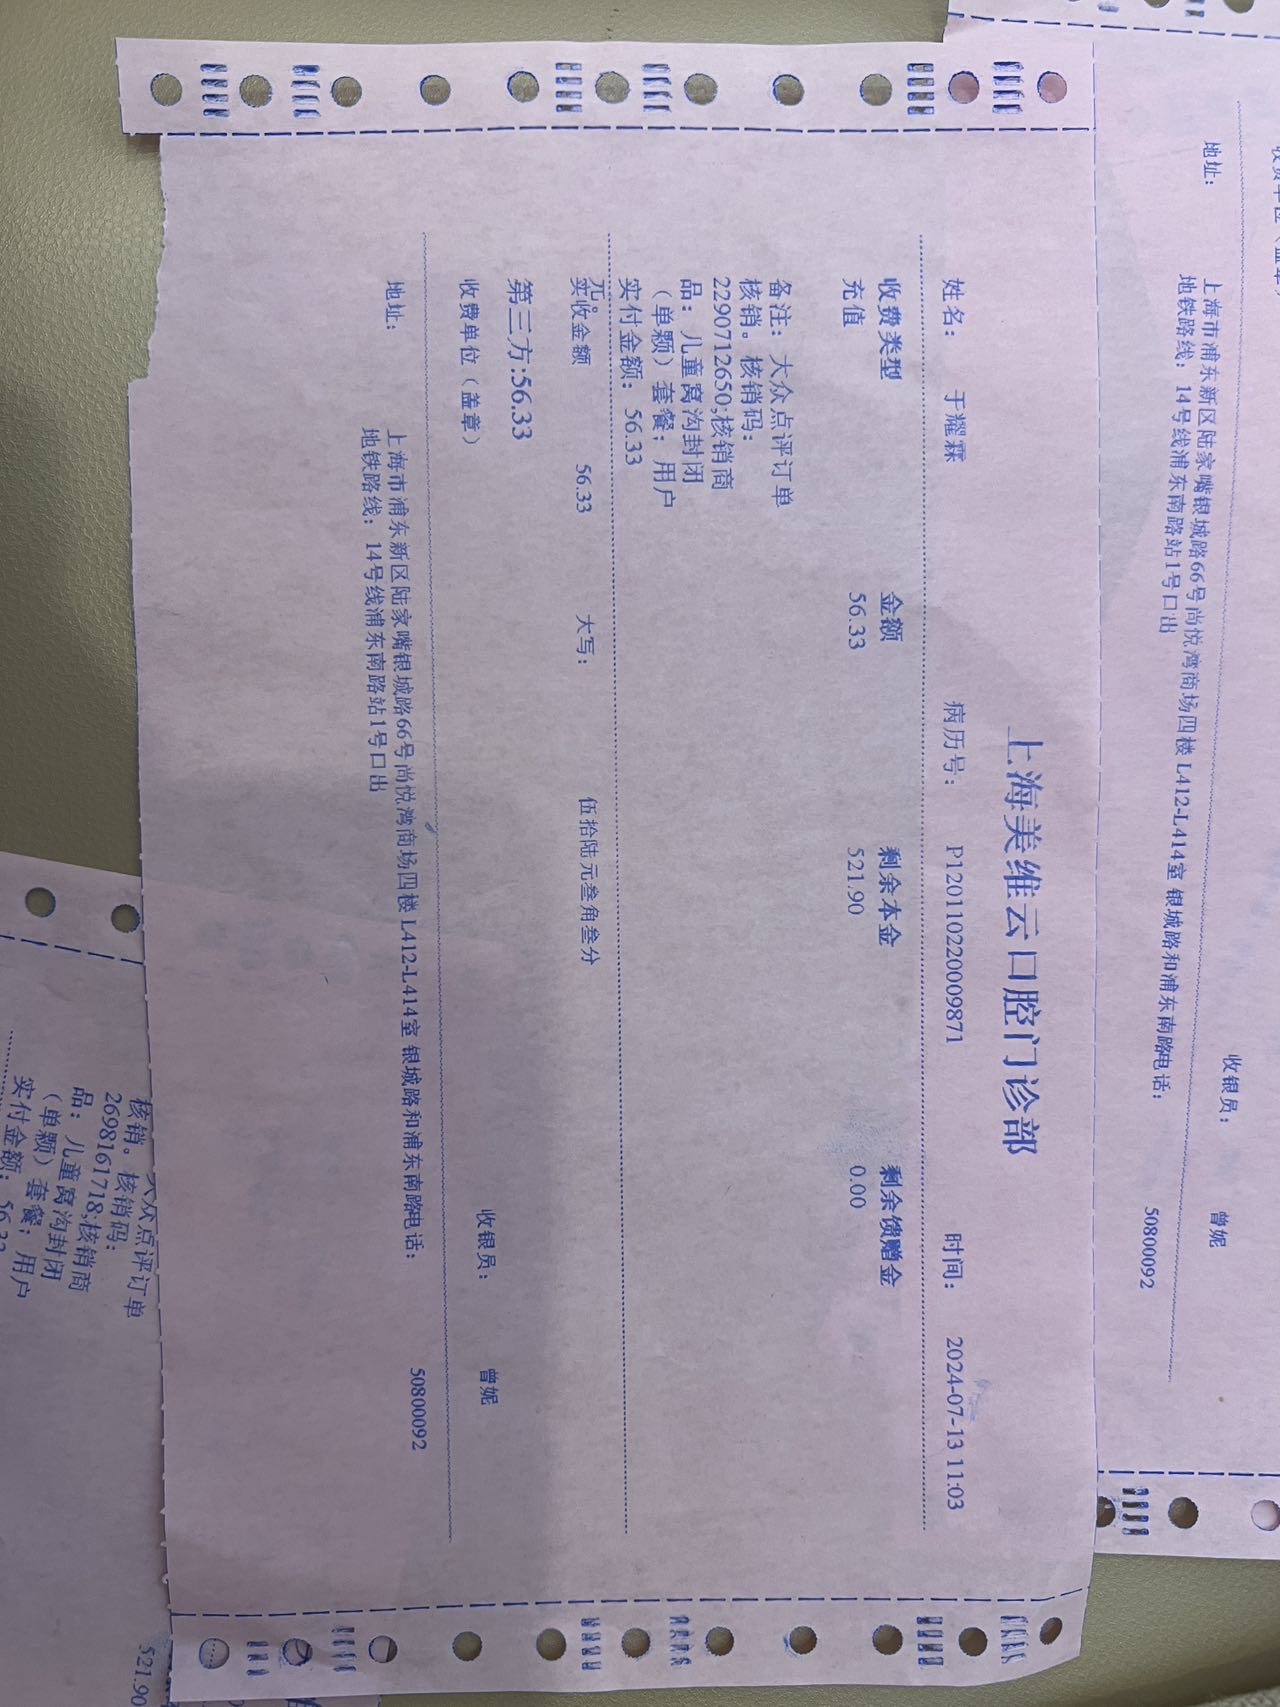 上海美维云口腔门诊部
姓名： 于耀霖 病历号： P12011022009871 时间： 2024-07-13 11:03
收费类型 金额 剩余本金 剩余馈赠金
充值 56.33 521.90 0.00
备注：大众点评订单
核销。核销码：
2290712650;核销商
品：儿童窝沟封闭
（单颗）套餐；用户
实付金额：56.33
元。
实收金额 56.33 大写： 伍拾陆元叁角叁分
第三方:56.33
收费单位（盖章） 收银员： 曾妮
地址： 上海市浦东新区陆家嘴银城路66号尚悦湾商场四楼 L412-L414室 银城路和浦东南路 电话： 50800092
地铁路线：14号线浦东南路站1号口出
收银员： 曾妮
地址： 上海市浦东新区陆家嘴银城路66号尚悦湾商场四楼 L412-L414室 银城路和浦东南路 电话： 50800092
地铁路线：14号线浦东南路站1号口出
大众点评订单
核销。核销码：
2698161718;核销商
品：儿童窝沟封闭
（单颗）套餐；用户
实付金额：56.33
521.90